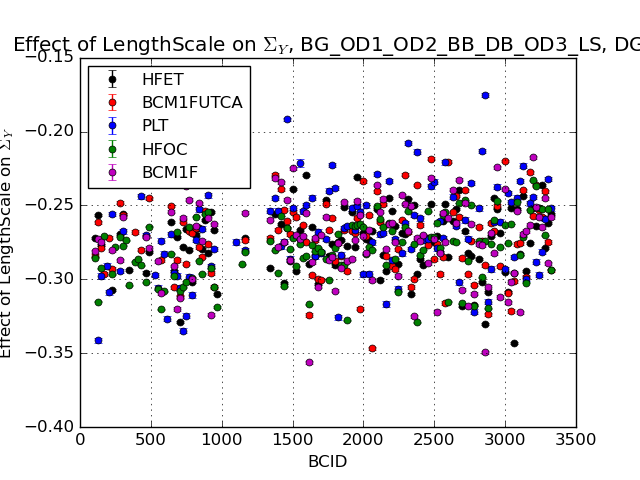 Effect of LengthScale on Σ_Y, BG_OD1_OD2_BB_DB_OD3_LS, DG
Effect of LengthScale on Σ_Y
−0.15
−0.20
−0.25
−0.30
−0.35
−0.40
HFET
BCM1FUTCA
PLT
HFOC
BCM1F
0 500 1000 1500 2000 2500 3000 3500
BCID